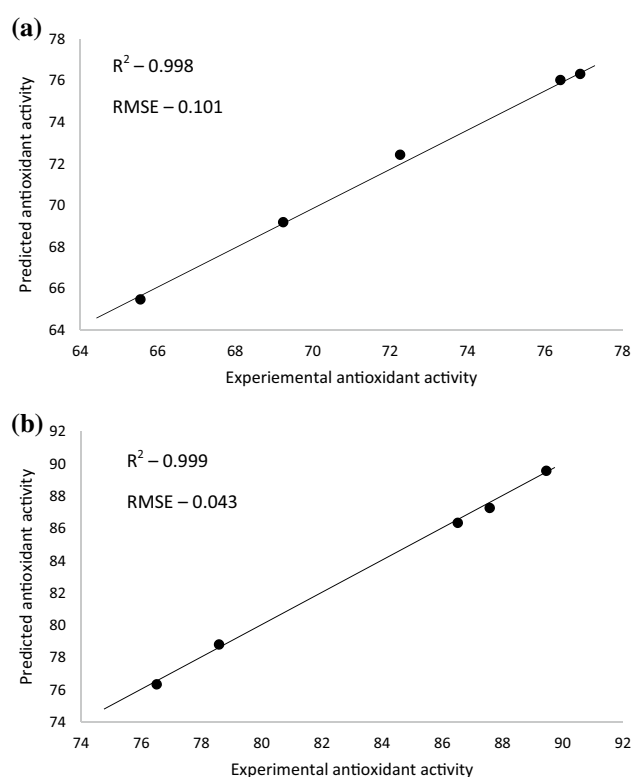 (a)
78
76
74
72
70
68
66
64
Predicted antioxidant activity
R² – 0.998
RMSE – 0.101
64 66 68 70 72 74 76 78
Experiemental antioxidant activity
(b)
92
90
88
86
84
82
80
78
76
74
Predicted antioxidant activity
R² – 0.999
RMSE – 0.043
74 76 78 80 82 84 86 88 90 92
Experiemental antioxidant activity